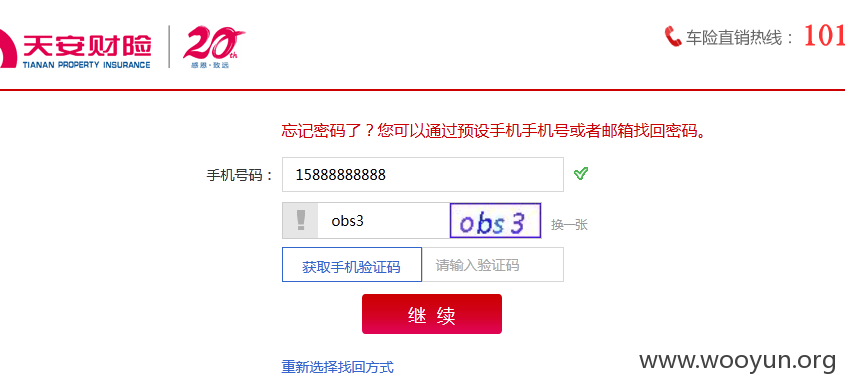 天安财险
TIANAN PROPERTY INSURANCE
20th
感恩·致远
车险直销热线： 101
忘记密码了？您可以通过预设手机手机号或者邮箱找回密码。
手机号码： 15888888888
obs3 obs3 换一张
获取手机验证码 请输入验证码
继 续
重新选择找回方式
www.wooyun.org